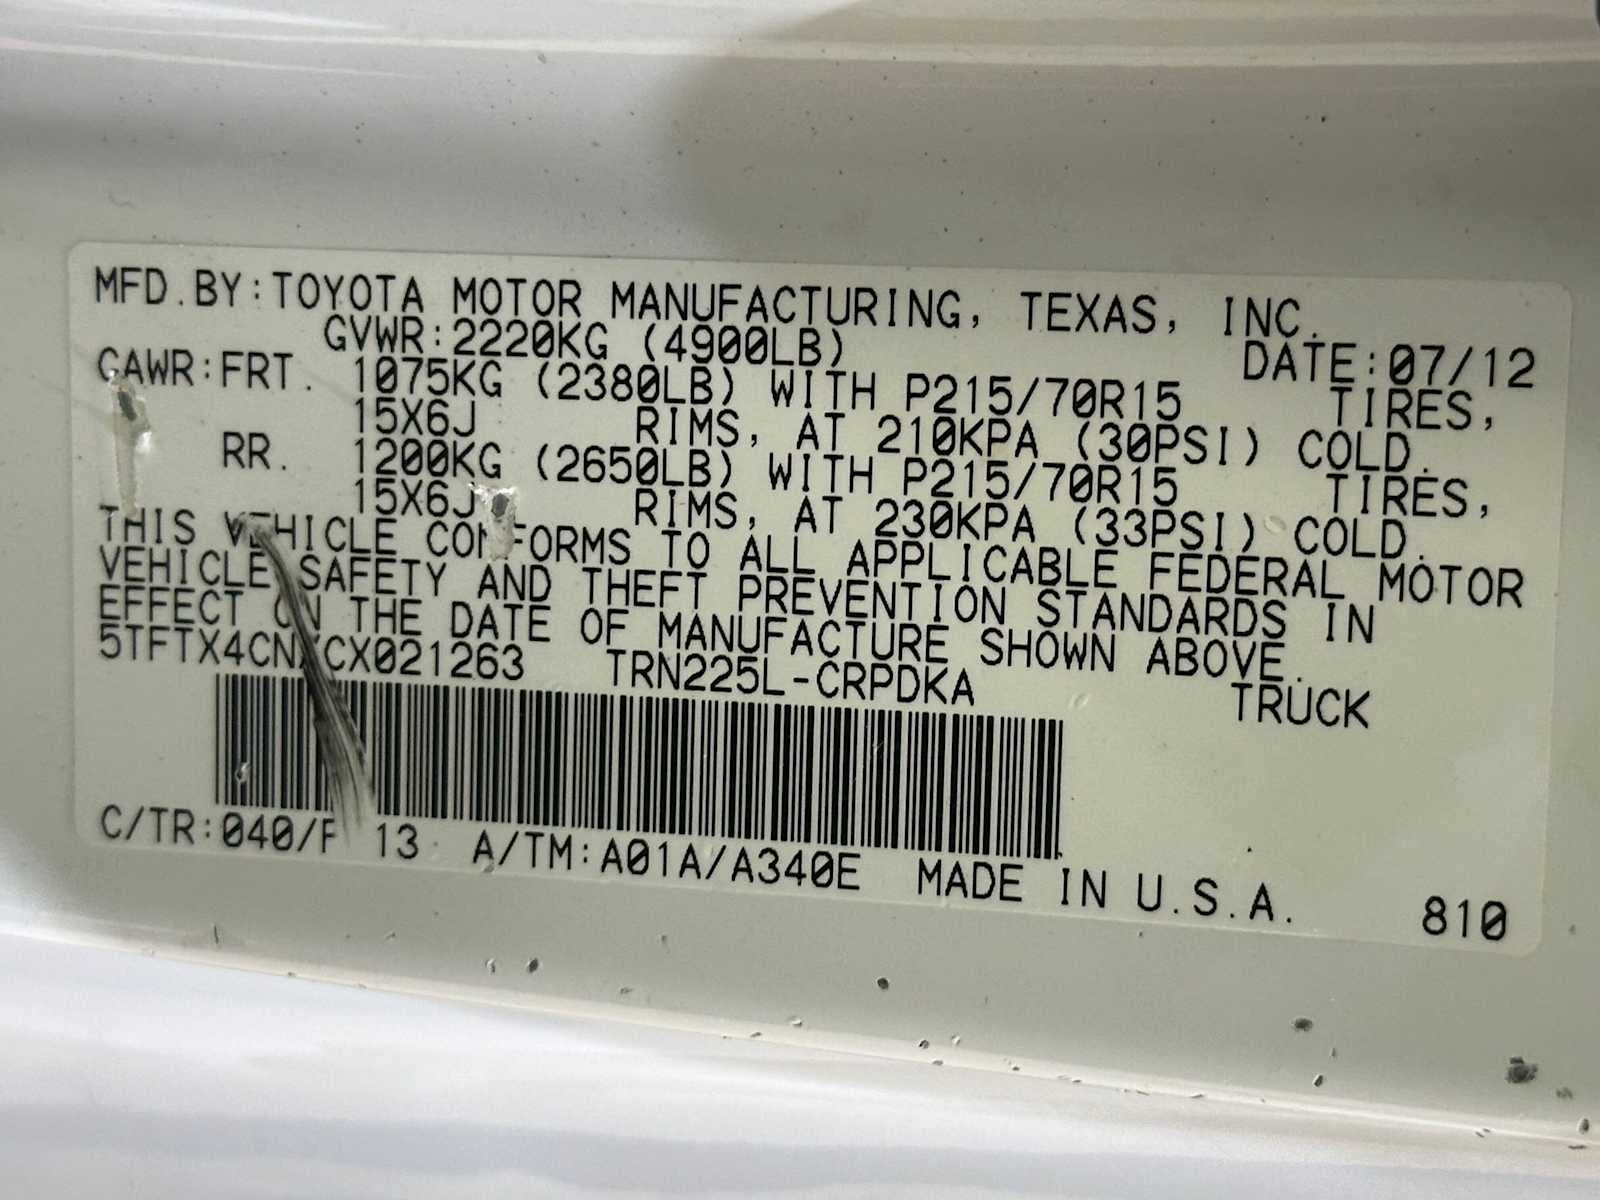 MFD.BY:TOYOTA MOTOR MANUFACTURING, TEXAS, INC.
GVWR:2220KG (4900LB) DATE:07/12
GAWR:FRT. 1075KG (2380LB) WITH P215/70R15 TIRES,
15X6J RIMS, AT 210KPA (30PSI) COLD.
RR. 1200KG (2650LB) WITH P215/70R15 TIRES,
15X6J RIMS, AT 230KPA (33PSI) COLD.
THIS VEHICLE CONFORMS TO ALL APPLICABLE FEDERAL MOTOR
VEHICLE SAFETY AND THEFT PREVENTION STANDARDS IN
EFFECT ON THE DATE OF MANUFACTURE SHOWN ABOVE.
5TFTX4CNXCX021263 TRN225L-CRPDKA TRUCK
C/TR:040/F 13 A/TM:A01A/A340E MADE IN U.S.A. 810